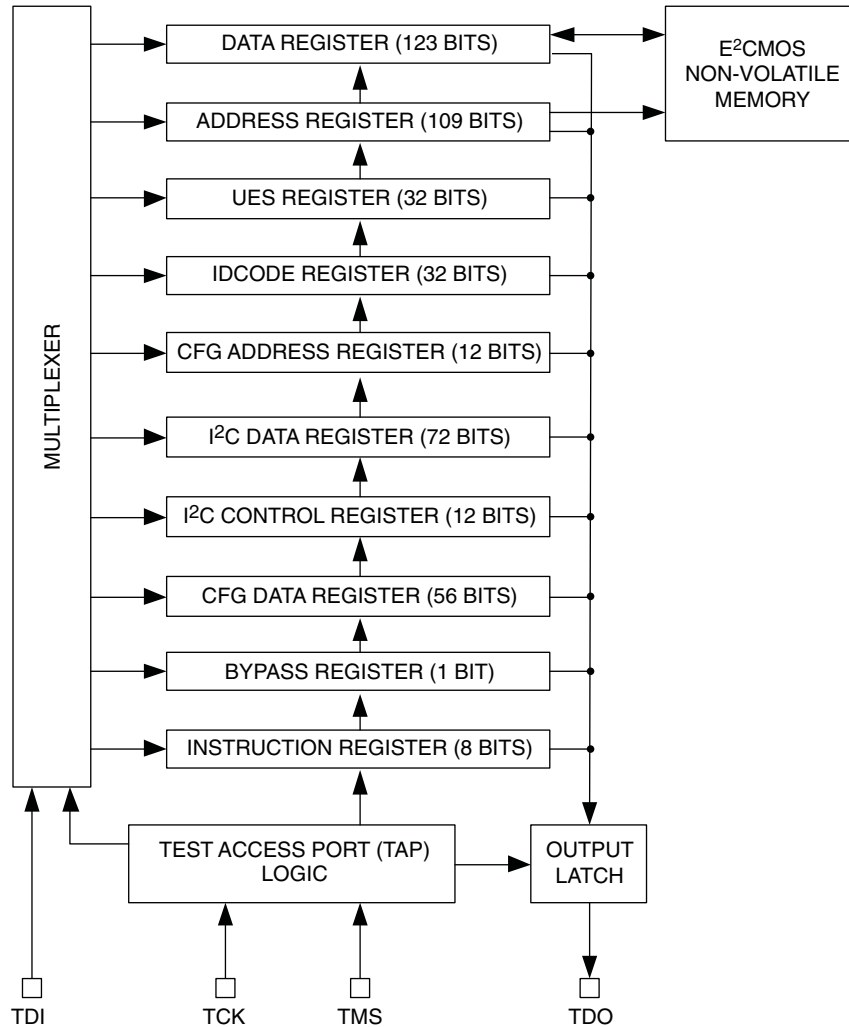 DATA REGISTER (123 BITS)
E²CMOS
NON-VOLATILE
MEMORY
ADDRESS REGISTER (109 BITS)
UES REGISTER (32 BITS)
IDCODE REGISTER (32 BITS)
CFG ADDRESS REGISTER (12 BITS)
MULTIPLEXER
I²C DATA REGISTER (72 BITS)
I²C CONTROL REGISTER (12 BITS)
CFG DATA REGISTER (56 BITS)
BYPASS REGISTER (1 BIT)
INSTRUCTION REGISTER (8 BITS)
TEST ACCESS PORT (TAP)
LOGIC
OUTPUT
LATCH
TDI
TCK
TMS
TDO